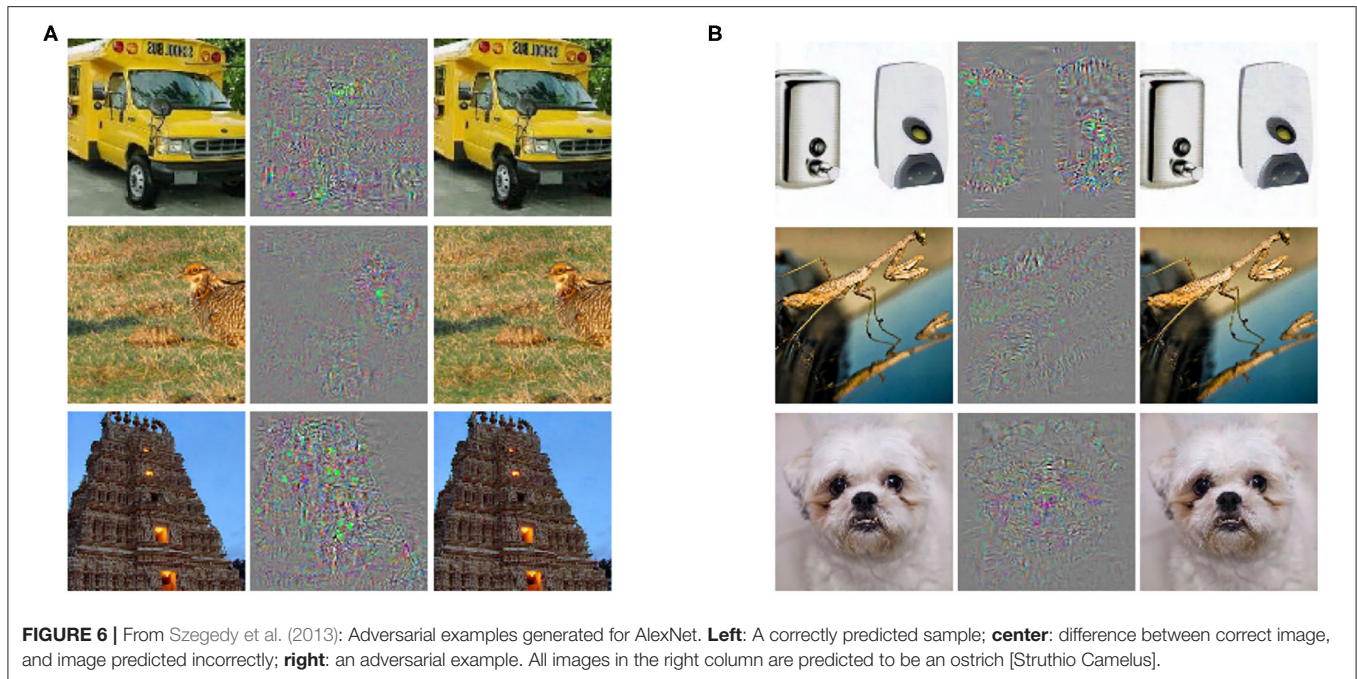 A
B
SCHOOL BUS
SCHOOL BUS
FIGURE 6 | From Szegedy et al. (2013): Adversarial examples generated for AlexNet. Left: A correctly predicted sample; center: difference between correct image,
and image predicted incorrectly; right: an adversarial example. All images in the right column are predicted to be an ostrich [Struthio Camelus].